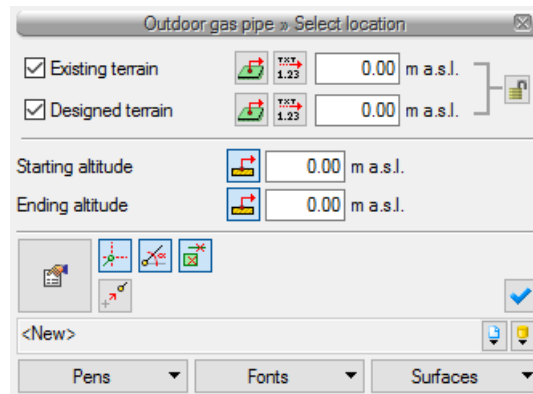 Outdoor gas pipe » Select location
Existing terrain TXT 1.23 0.00 m a.s.l.
Designed terrain TXT 1.23 0.00 m a.s.l.
Starting altitude 0.00 m a.s.l.
Ending altitude 0.00 m a.s.l.
<New>
Pens Fonts Surfaces